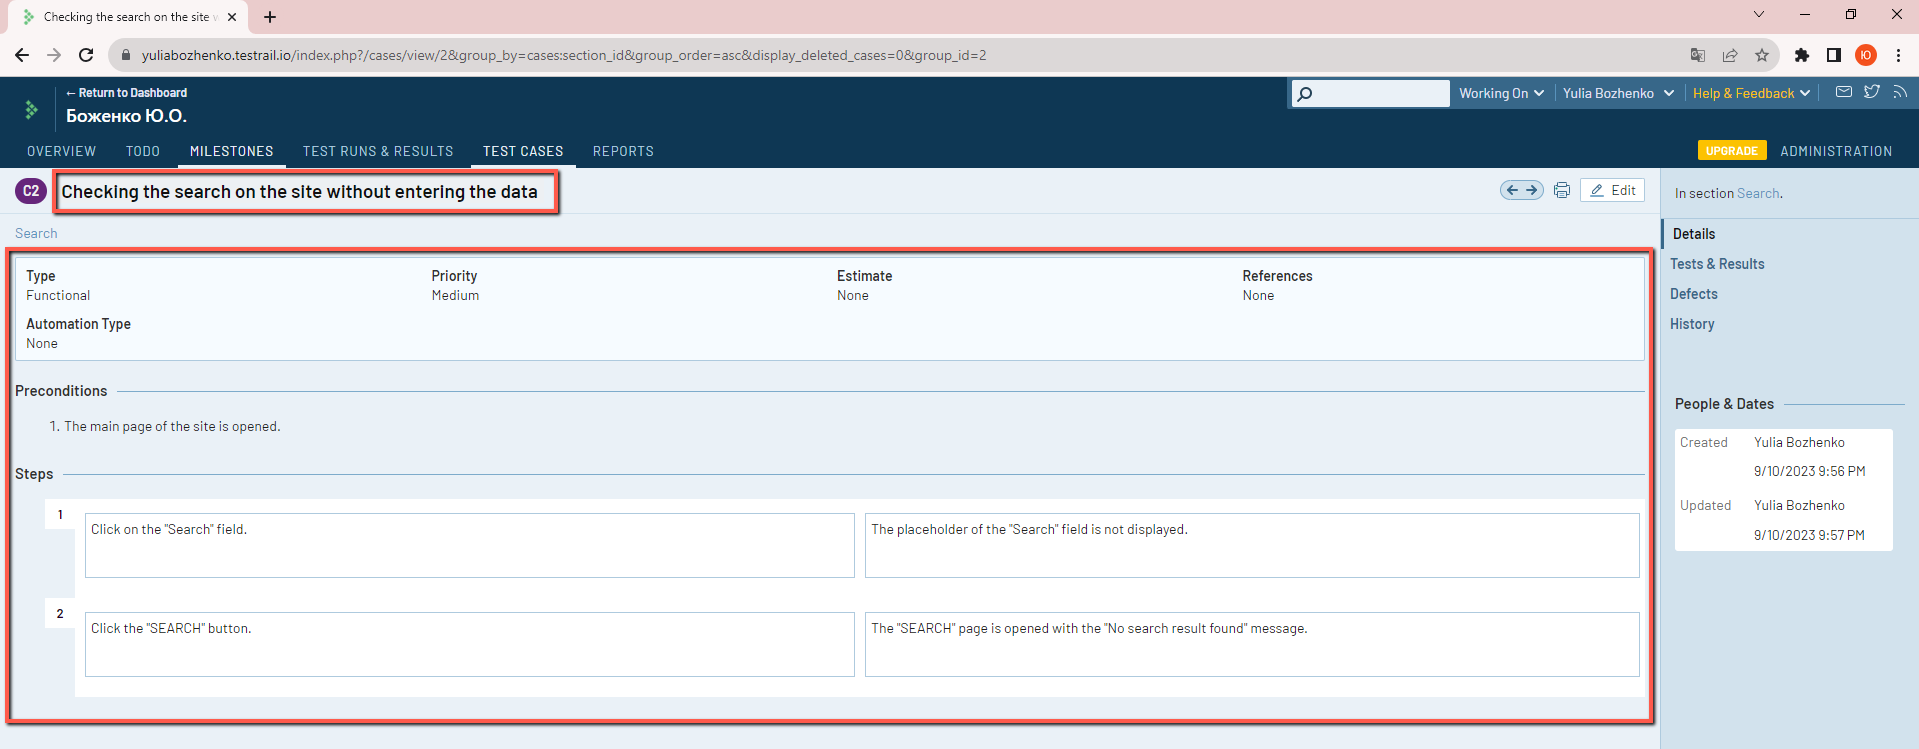 Checking the search on the site
yuliabozhenko.testrail.io/index.php?/cases/view/2&group_by=cases:section_id&group_order=asc&display_deleted_cases=0&group_id=2
Ю
← Return to Dashboard
Боженко Ю.О.
Working On
Yulia Bozhenko
Help & Feedback
OVERVIEW TODO MILESTONES TEST RUNS & RESULTS TEST CASES REPORTS
UPGRADE ADMINISTRATION
C2 Checking the search on the site without entering the data
Edit
Search
Type Priority Estimate References
Functional Medium None None
Automation Type
None
Preconditions
1. The main page of the site is opened.
Steps
1 Click on the "Search" field. The placeholder of the "Search" field is not displayed.
2 Click the "SEARCH" button. The "SEARCH" page is opened with the "No search result found" message.
In section Search.
Details
Tests & Results
Defects
History
People & Dates
Created Yulia Bozhenko
9/10/2023 9:56 PM
Updated Yulia Bozhenko
9/10/2023 9:57 PM